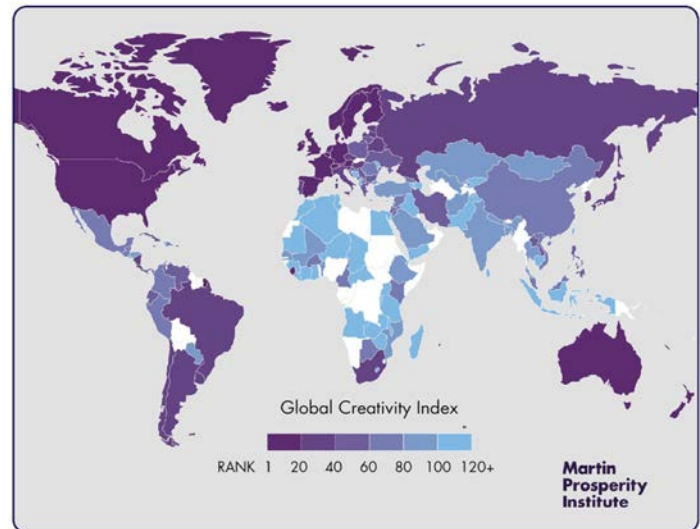 Global Creativity Index
RANK 1 20 40 60 80 100 120+
Martin
Prosperity
Institute